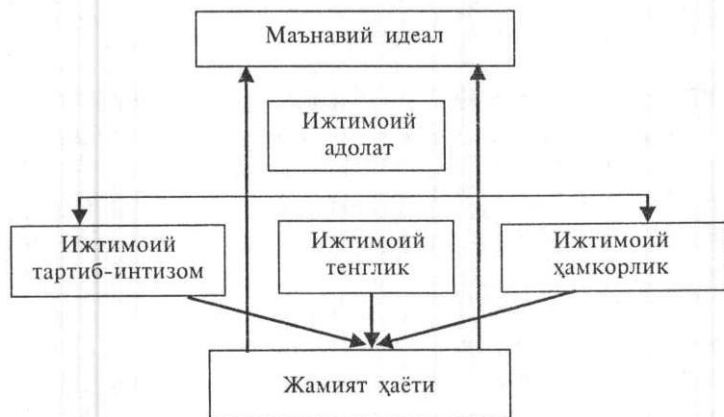 Маънавий идеал
Ижтимоий
адолат
Ижтимоий
тартиб-интизом
Ижтимоий
тенглик
Ижтимоий
ҳамкорлик
Жамият ҳаёти